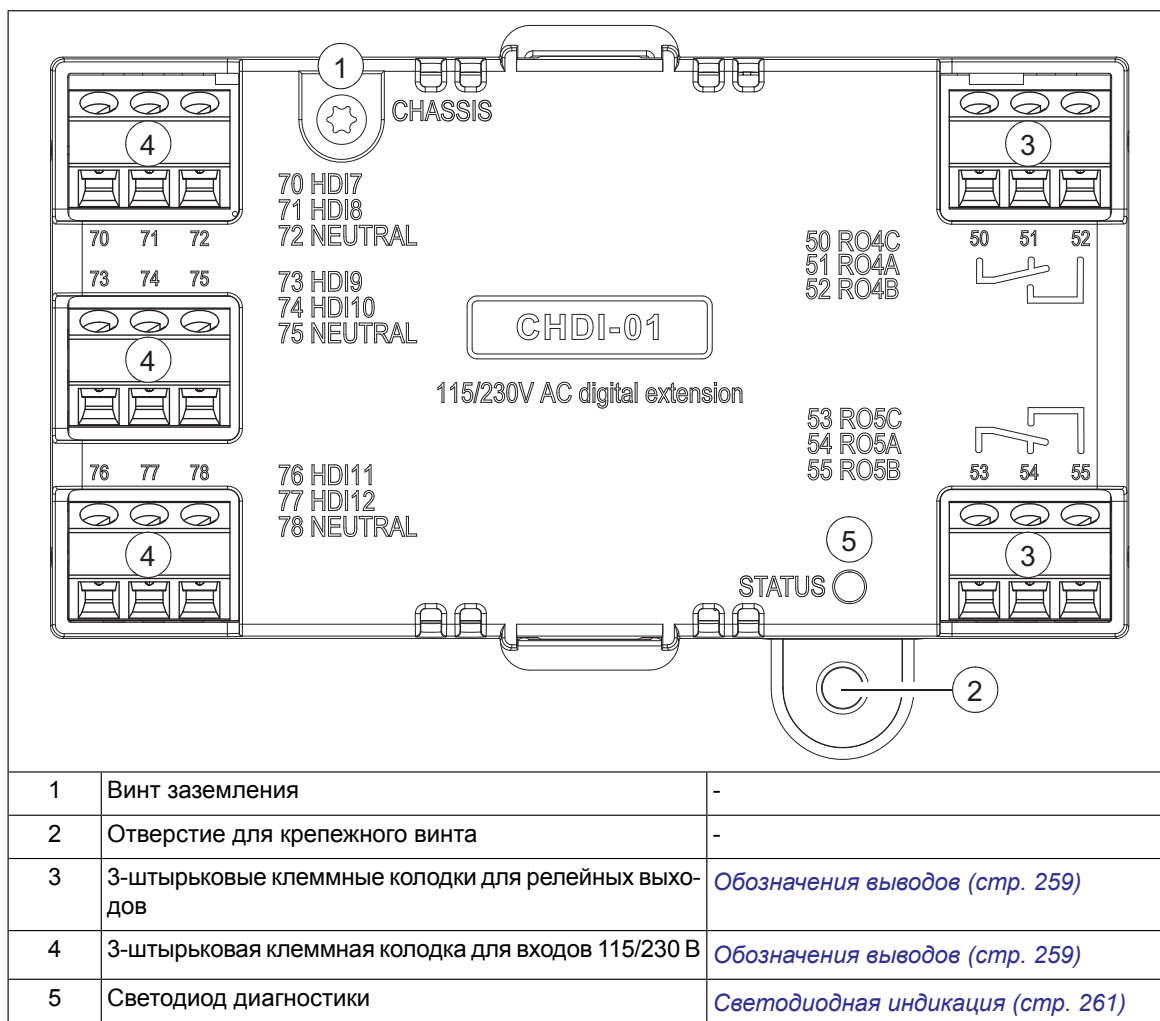 1
CHASSIS
4
3
70 HDI7
71 HDI8
72 NEUTRAL
70 71 72
50 RO4C
51 RO4A
52 RO4B
50 51 52
73 74 75
73 HDI9
74 HDI10
75 NEUTRAL
4
CHDI-01
115/230V AC digital extension
53 RO5C
54 RO5A
55 RO5B
53 54 55
76 77 78
76 HDI11
77 HDI12
78 NEUTRAL
4
5
STATUS
3
2
1 Винт заземления -
2 Отверстие для крепежного винта -
3 3-штырьковые клеммные колодки для релейных выхо-
дов Обозначения выводов (стр. 259)
4 3-штырьковая клеммная колодка для входов 115/230 В Обозначения выводов (стр. 259)
5 Светодиод диагностики Светодиодная индикация (стр. 261)